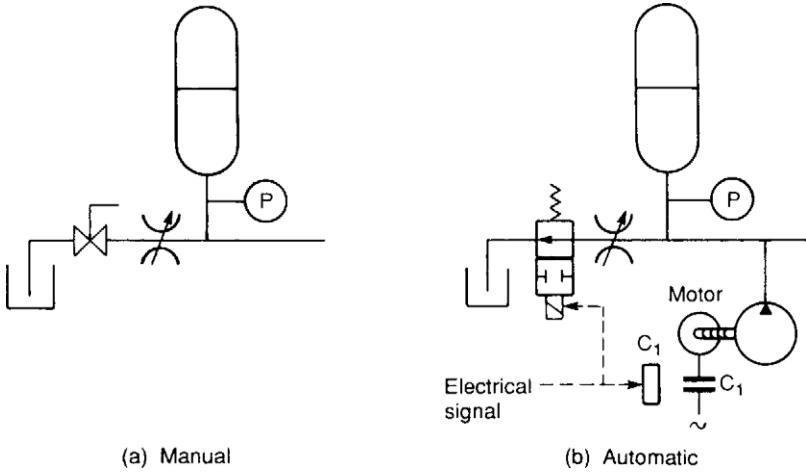 P
P
Motor
C1
C1
Electrical
signal
~
(a) Manual
(b) Automatic